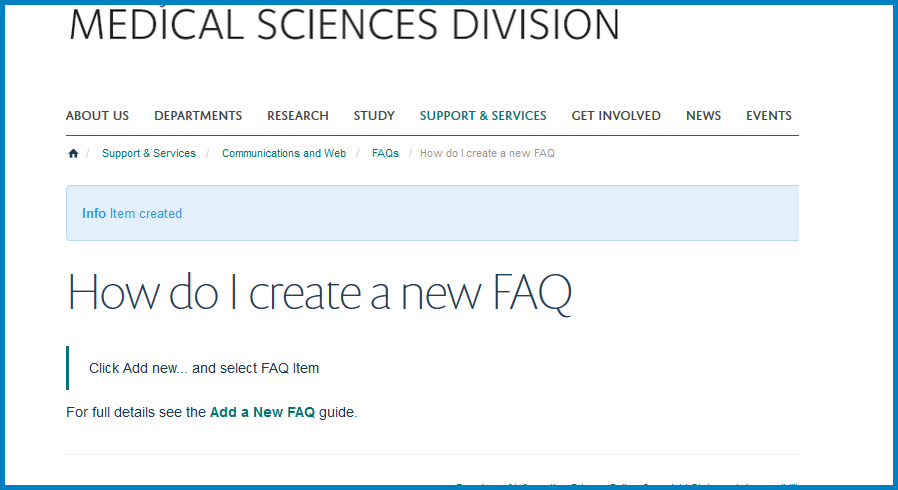 MEDICAL SCIENCES DIVISION
ABOUT US DEPARTMENTS RESEARCH STUDY SUPPORT & SERVICES GET INVOLVED NEWS EVENTS
/ Support & Services / Communications and Web / FAQs / How do I create a new FAQ
Info Item created
How do I create a new FAQ
Click Add new... and select FAQ Item
For full details see the Add a New FAQ guide.